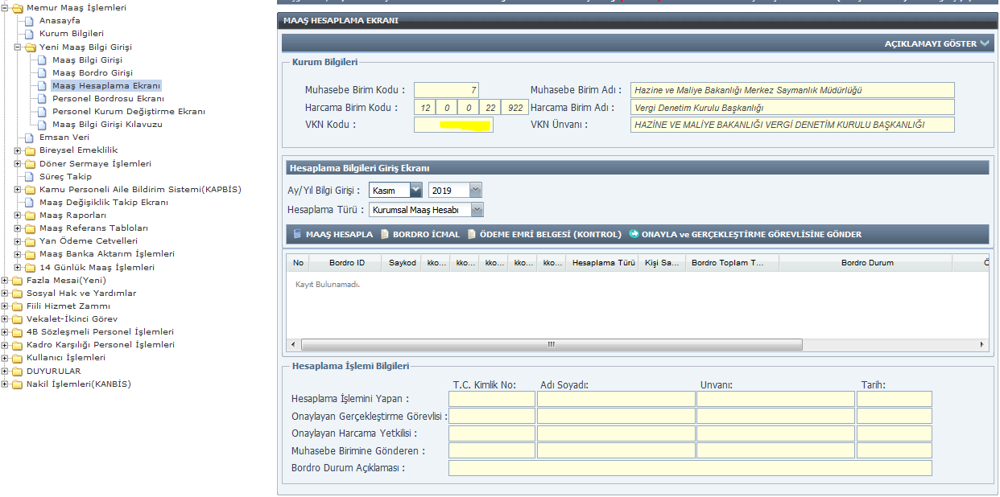 Memur Maaş İşlemleri
Anasayfa
Kurum Bilgileri
Yeni Maaş Bilgi Girişi
Maaş Bilgi Girişi
Maaş Bordro Girişi
Maaş Hesaplama Ekranı
Personel Bordrosu Ekranı
Personel Kurum Değiştirme Ekranı
Maaş Bilgi Girişi Kılavuzu
Emsan Veri
Bireysel Emeklilik
Döner Sermaye İşlemleri
Süreç Takip
Kamu Personeli Aile Bildirim Sistemi(KAPBİS)
Maaş Değişiklik Takip Ekranı
Maaş Raporları
Maaş Referans Tabloları
Yan Ödeme Cetvelleri
Maaş Banka Aktarım İşlemleri
14 Günlük Maaş İşlemleri
Fazla Mesai(Yeni)
Sosyal Hak ve Yardımlar
Fiili Hizmet Zammı
Vekalet-İkinci Görev
4B Sözleşmeli Personel İşlemleri
Kadro Karşılığı Personel İşlemleri
Kullanıcı İşlemleri
DUYURULAR
Nakil İşlemleri(KANBİS)
MAAŞ HESAPLAMA EKRANI
AÇIKLAMAYI GÖSTER
Kurum Bilgileri
Muhasebe Birim Kodu : 7 Muhasebe Birim Adı : Hazine ve Maliye Bakanlığı Merkez Saymanlık Müdürlüğü
Harcama Birim Kodu : 12 0 0 22 922 Harcama Birim Adı : Vergi Denetim Kurulu Başkanlığı
VKN Kodu : VKN Ünvanı : HAZİNE VE MALİYE BAKANLIĞI VERGİ DENETİM KURULU BAŞKANLIĞI
Hesaplama Bilgileri Giriş Ekranı
Ay/Yıl Bilgi Girişi : Kasım 2019
Hesaplama Türü : Kurumsal Maaş Hesabı
MAAŞ HESAPLA BORDRO İCMAL ÖDEME EMRİ BELGESİ (KONTROL) ONAYLA ve GERÇEKLEŞTİRME GÖREVLİSİNE GÖNDER
No Bordro ID Saykod kko... kko... kko... kko... kko... Hesaplama Türü Kişi Sa... Bordro Toplam T... Bordro Durum
Kayıt Bulunamadı.
Hesaplama İşlemi Bilgileri
T.C. Kimlik No: Adı Soyadı: Unvanı: Tarih:
Hesaplama İşlemini Yapan :
Onaylayan Gerçekleştirme Görevlisi :
Onaylayan Harcama Yetkilisi :
Muhasebe Birimine Gönderen :
Bordro Durum Açıklaması :